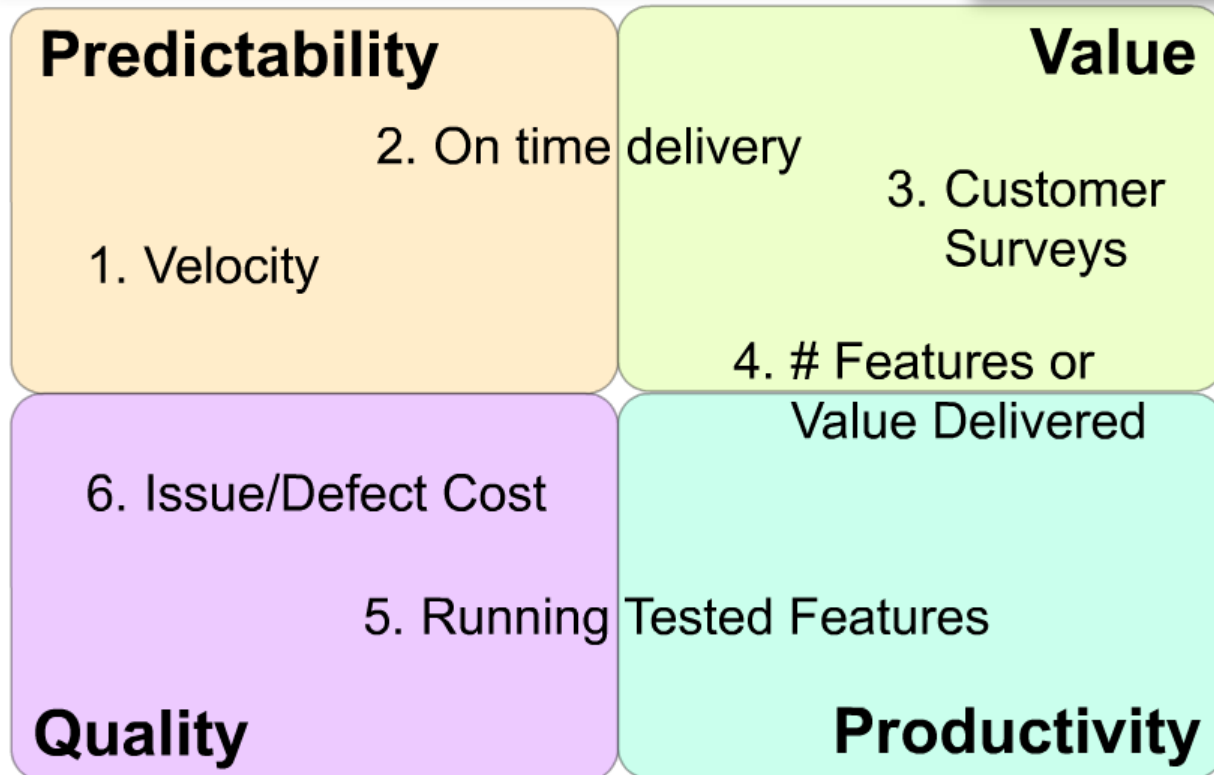 Predictability
Value
2. On time delivery
3. Customer
Surveys
1. Velocity
4. # Features or
Value Delivered
6. Issue/Defect Cost
5. Running Tested Features
Quality
Productivity